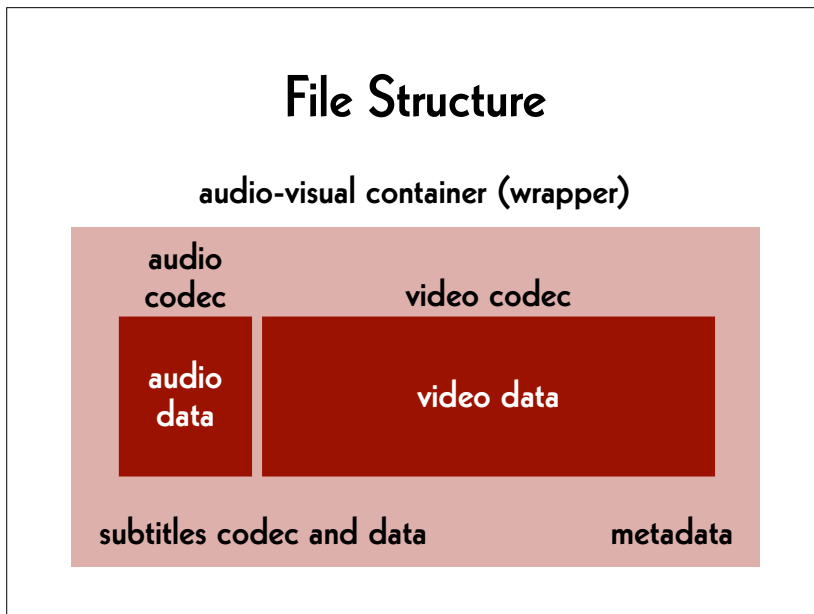 File Structure
audio-visual container (wrapper)
audio
codec
video codec
audio
data
video data
subtitles codec and data
metadata